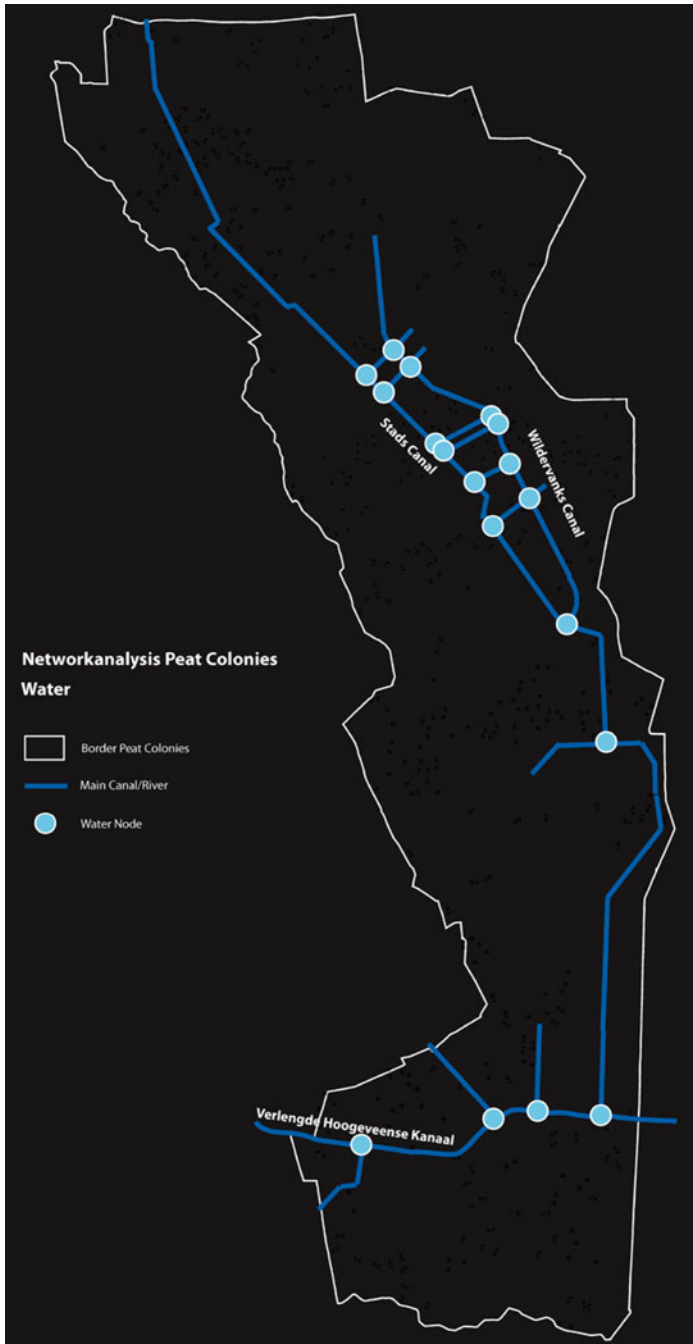 Stads Canal
Wildervanks Canal
Networkanalysis Peat Colonies
Water
Border Peat Colonies
Main Canal/River
Water Node
Verlengde Hoogeveense Kanaal